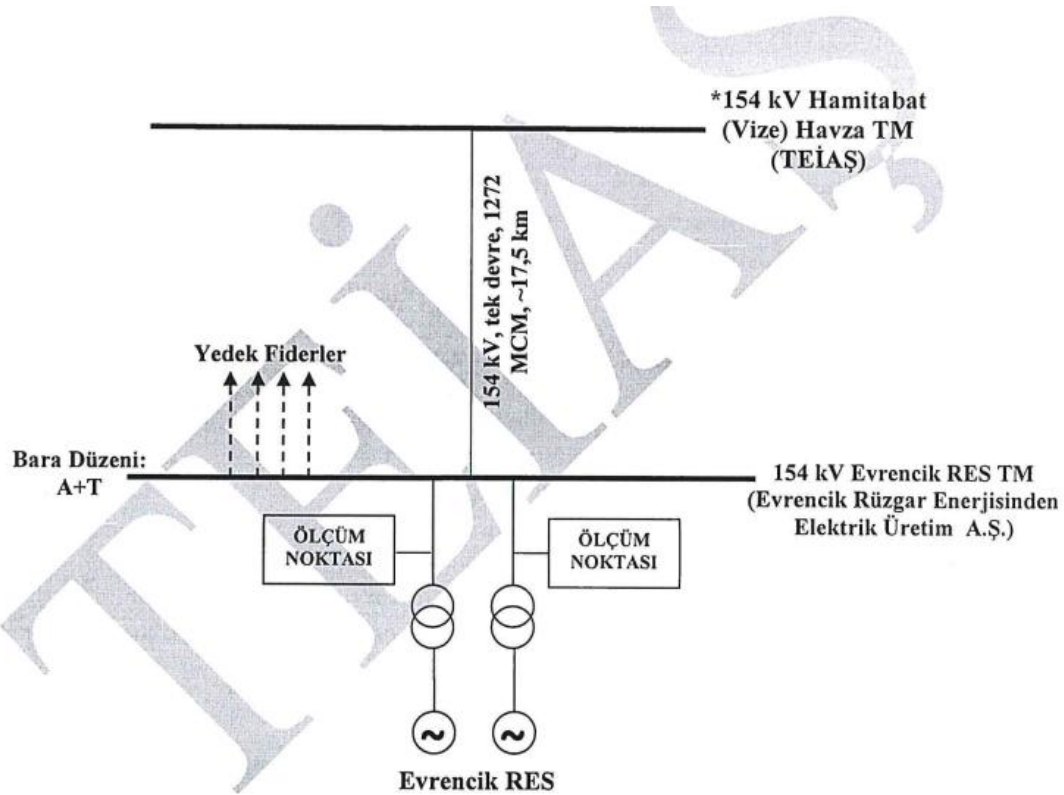 *154 kV Hamitabat
(Vize) Havza TM
(TEİAŞ)
154 kV, tek devre, 1272
MCM, ~17,5 km
Yedek Fiderler
Bara Düzeni:
A+T
154 kV Evrencik RES TM
(Evrencik Rüzgar Enerjisinden
Elektrik Üretim A.Ş.)
ÖLÇÜM
NOKTASI
ÖLÇÜM
NOKTASI
Evrencik RES
TEİAŞ